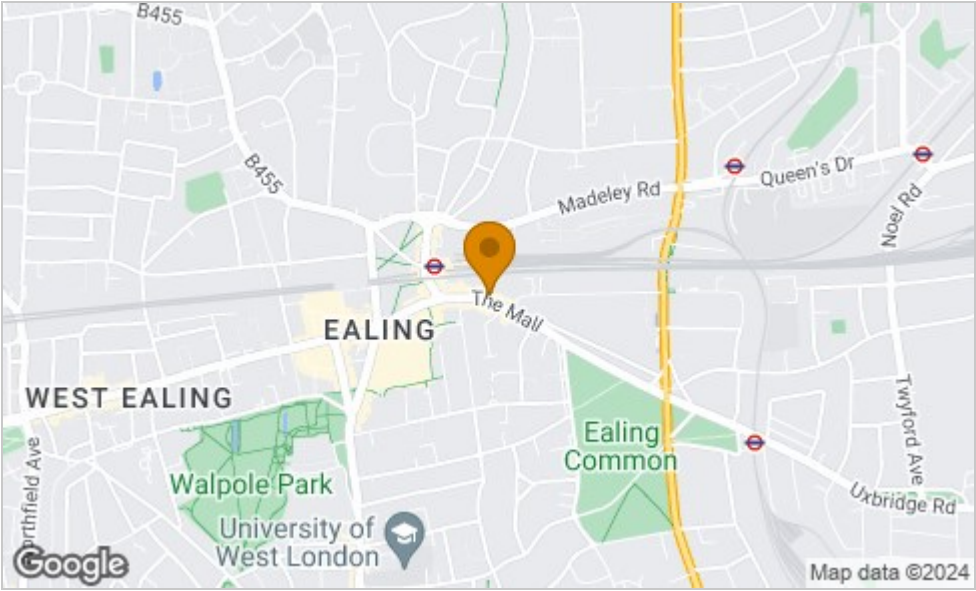 B455
B455
Madeley Rd
Queen's Dr
Noel Rd
The Mall
EALING
WEST EALING
Ealing
Common
Twyford Ave
Walpole Park
Uxbridge Rd
University of
West London
orthfield Ave
Google
Map data ©2024